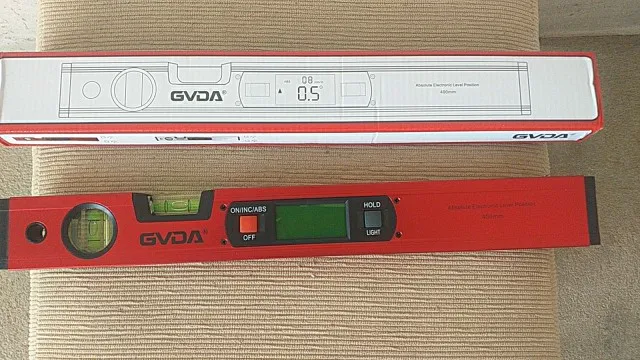 GVDA®
0.5°
Absolute Electronic Level Position
400mm
GVDA®
GVDA®
ON/INC/ABS
OFF
HOLD
LIGHT
Absolute Electronic Level Position
400mm